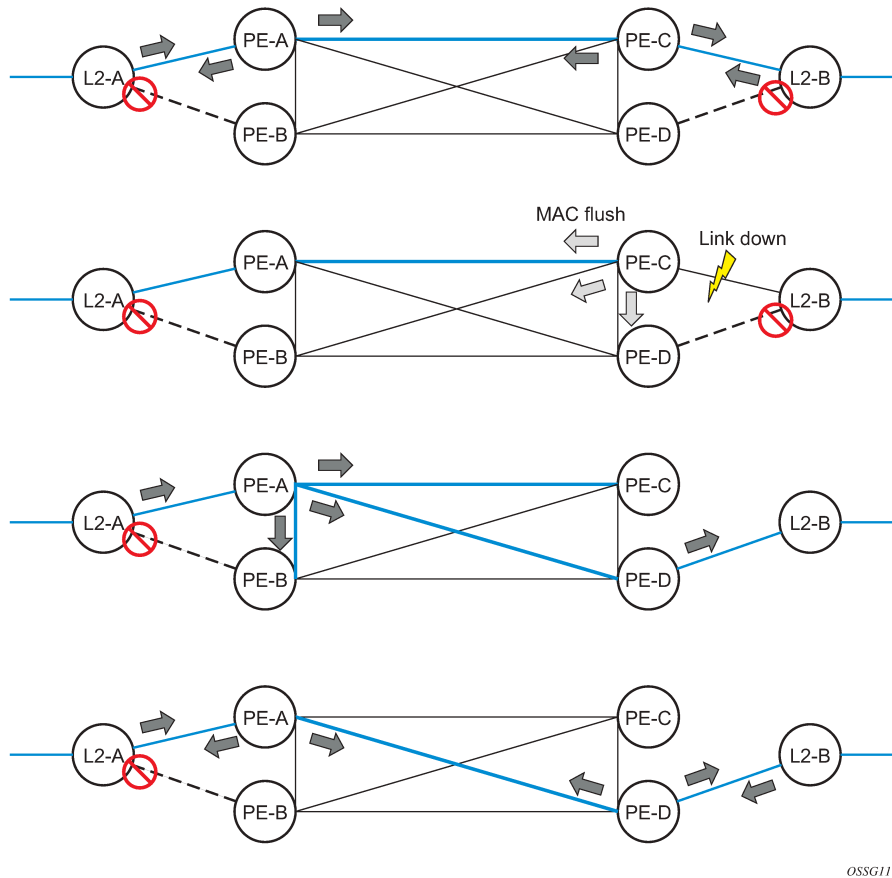 PE-A
PE-C
L2-A
L2-B
PE-B
PE-D
MAC flush
Link down
PE-A
PE-C
L2-A
L2-B
PE-B
PE-D
PE-A
PE-C
L2-A
L2-B
PE-B
PE-D
PE-A
PE-C
L2-A
L2-B
PE-B
PE-D
OSSG11